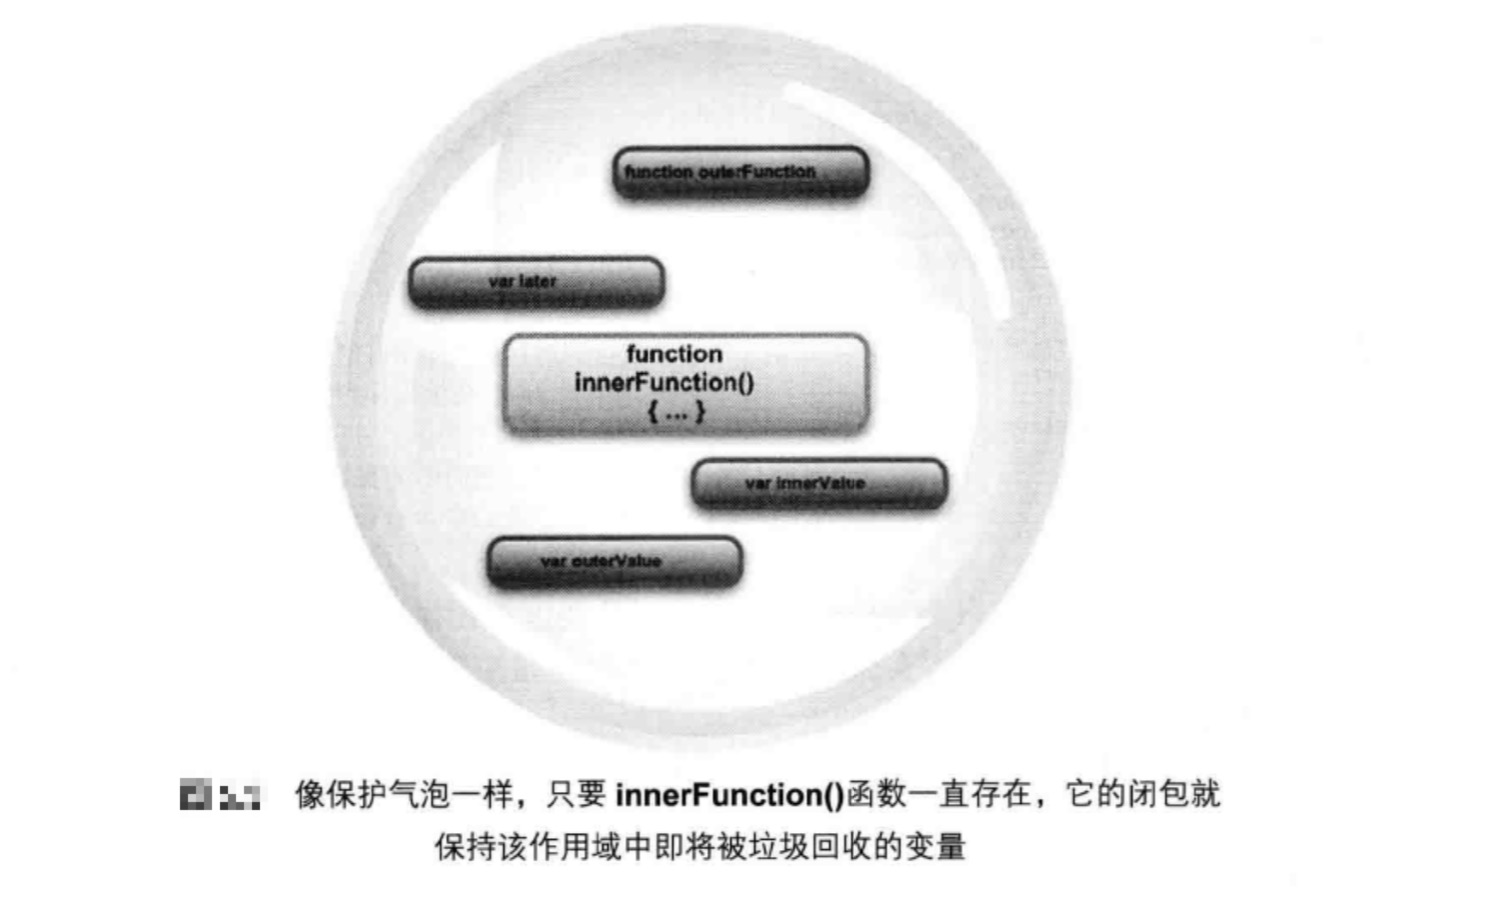 function outerFunction
var later
function
innerFunction()
{ ... }
var innerValue
var outerValue
像保护气泡一样，只要 innerFunction()函数一直存在，它的闭包就
保持该作用域中即将被垃圾回收的变量